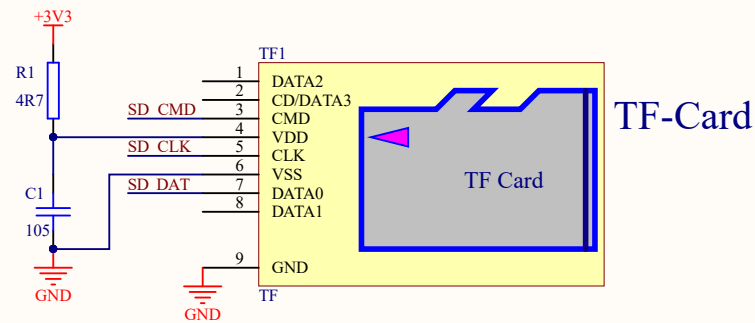 +3V3
R1
4R7
C1
105
GND
SD_CMD
SD_CLK
SD_DAT
TF1
1 DATA2
2 CD/DATA3
3 CMD
4 VDD
5 CLK
6 VSS
7 DATA0
8 DATA1
9 GND
TF
GND
TF Card
TF-Card